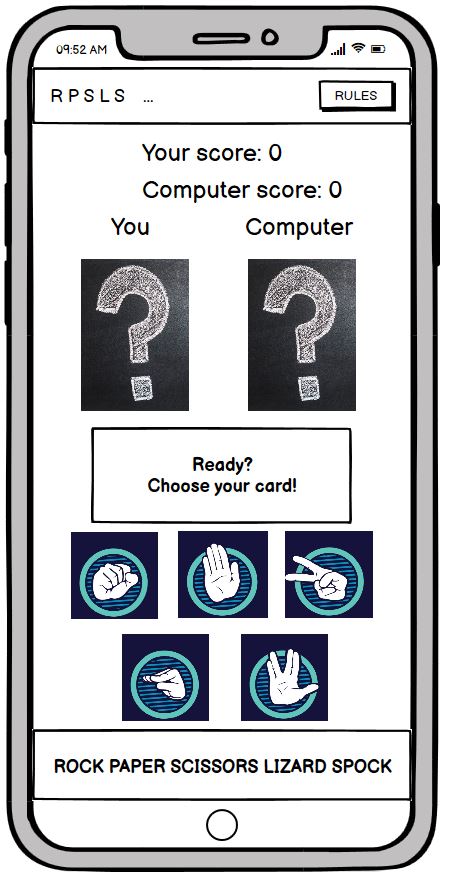 09:52 AM
R P S L S ...
RULES
Your score: 0
Computer score: 0
You Computer
? ?
Ready?
Choose your card!
ROCK PAPER SCISSORS LIZARD SPOCK